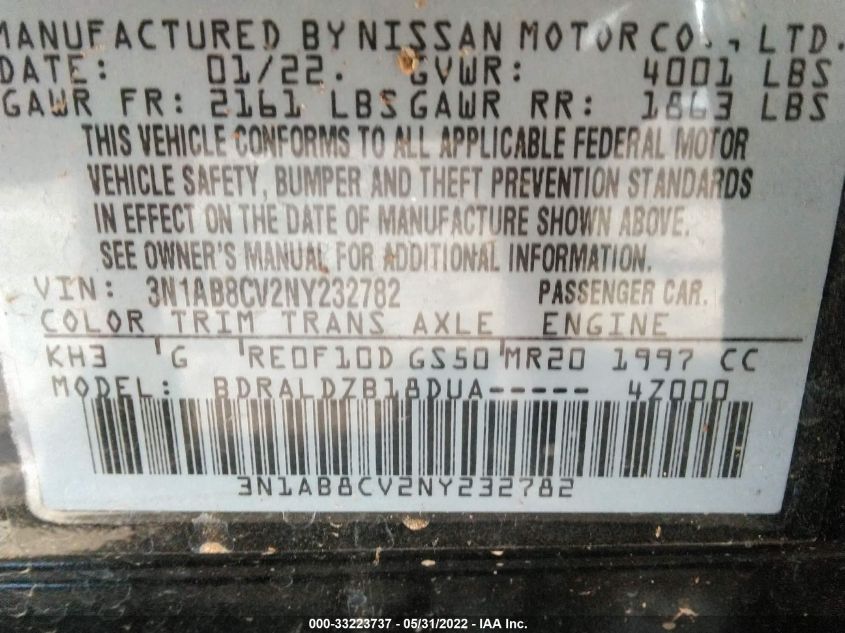 MANUFACTURED BY NISSAN MOTOR CO., LTD.
DATE: 01/22. GVWR: 4001 LBS
GAWR FR: 2161 LBS GAWR RR: 1863 LBS
THIS VEHICLE CONFORMS TO ALL APPLICABLE FEDERAL MOTOR
VEHICLE SAFETY, BUMPER AND THEFT PREVENTION STANDARDS
IN EFFECT ON THE DATE OF MANUFACTURE SHOWN ABOVE.
SEE OWNER'S MANUAL FOR ADDITIONAL INFORMATION.
VIN: 3N1AB8CV2NY232782 PASSENGER CAR.
COLOR TRIM TRANS AXLE ENGINE
KH3 G RE0F10D GS50 MR20 1997 CC
MODEL: BDRALDZB18DUA----- 4Z000
3N1AB8CV2NY232782
000-33223737 - 05/31/2022 - IAA Inc.